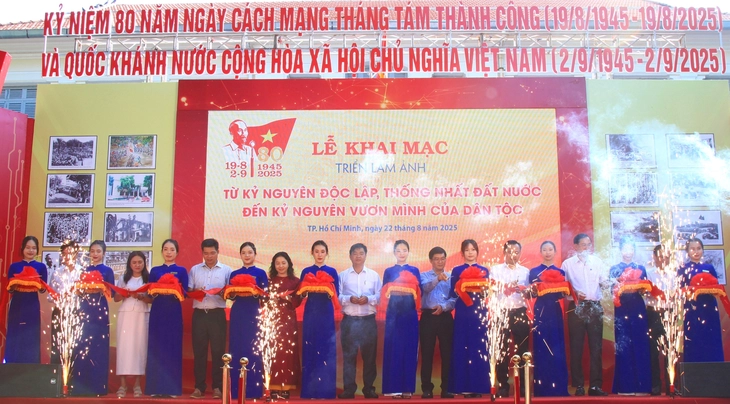 KỶ NIỆM 80 NĂM NGÀY CÁCH MẠNG THÁNG TÁM THÀNH CÔNG (19/8/1945-19/8/2025)
VÀ QUỐC KHÁNH NƯỚC CỘNG HÒA XÃ HỘI CHỦ NGHĨA VIỆT NAM (2/9/1945-2/9/2025)
19-8
2-9
80
1945
2025
LỄ KHAI MẠC
TRIỂN LÃM ẢNH
TỪ KỶ NGUYÊN ĐỘC LẬP, THỐNG NHẤT ĐẤT NƯỚC
ĐẾN KỶ NGUYÊN VƯƠN MÌNH CỦA DÂN TỘC
TP. Hồ Chí Minh, ngày 22 tháng 8 năm 2025